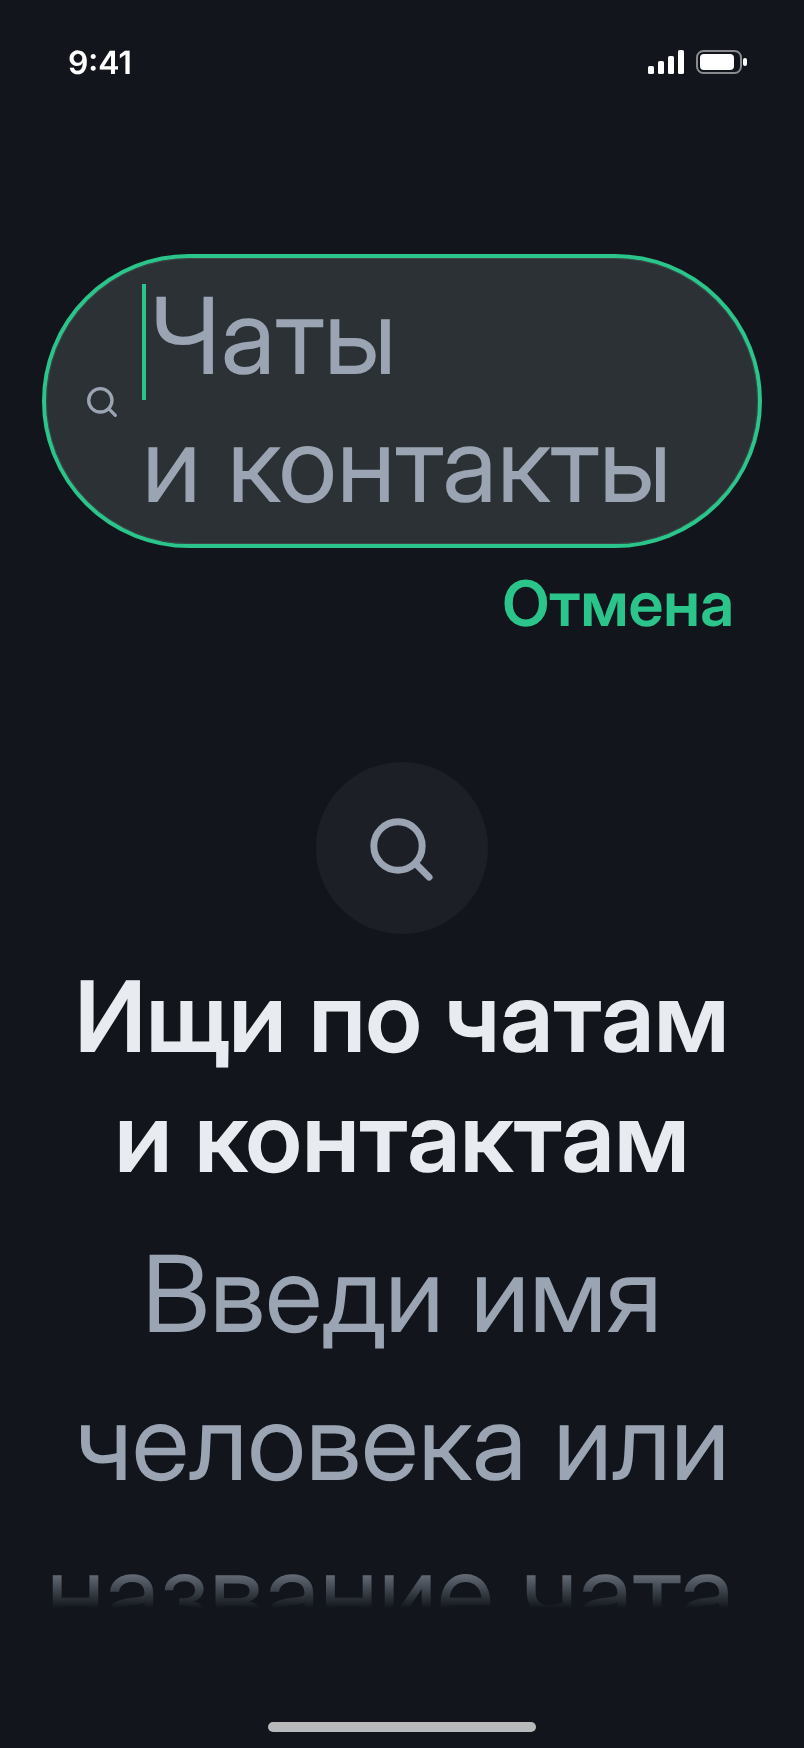 9:41
Чаты
и контакты
Отмена
Ищи по чатам
и контактам
Введи имя
человека или
название чата